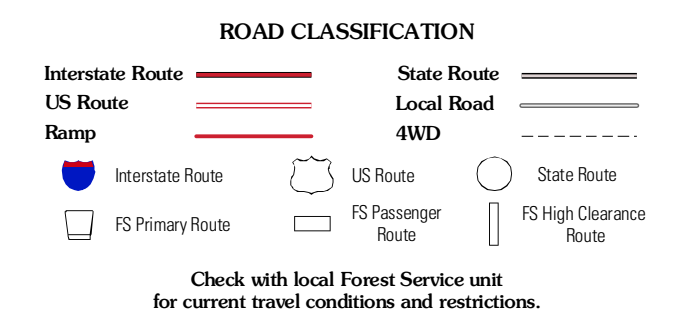 ROAD CLASSIFICATION
Interstate Route
State Route
US Route
Local Road
Ramp
4WD
Interstate Route
US Route
State Route
FS Primary Route
FS Passenger
Route
FS High Clearance
Route
Check with local Forest Service unit
for current travel conditions and restrictions.